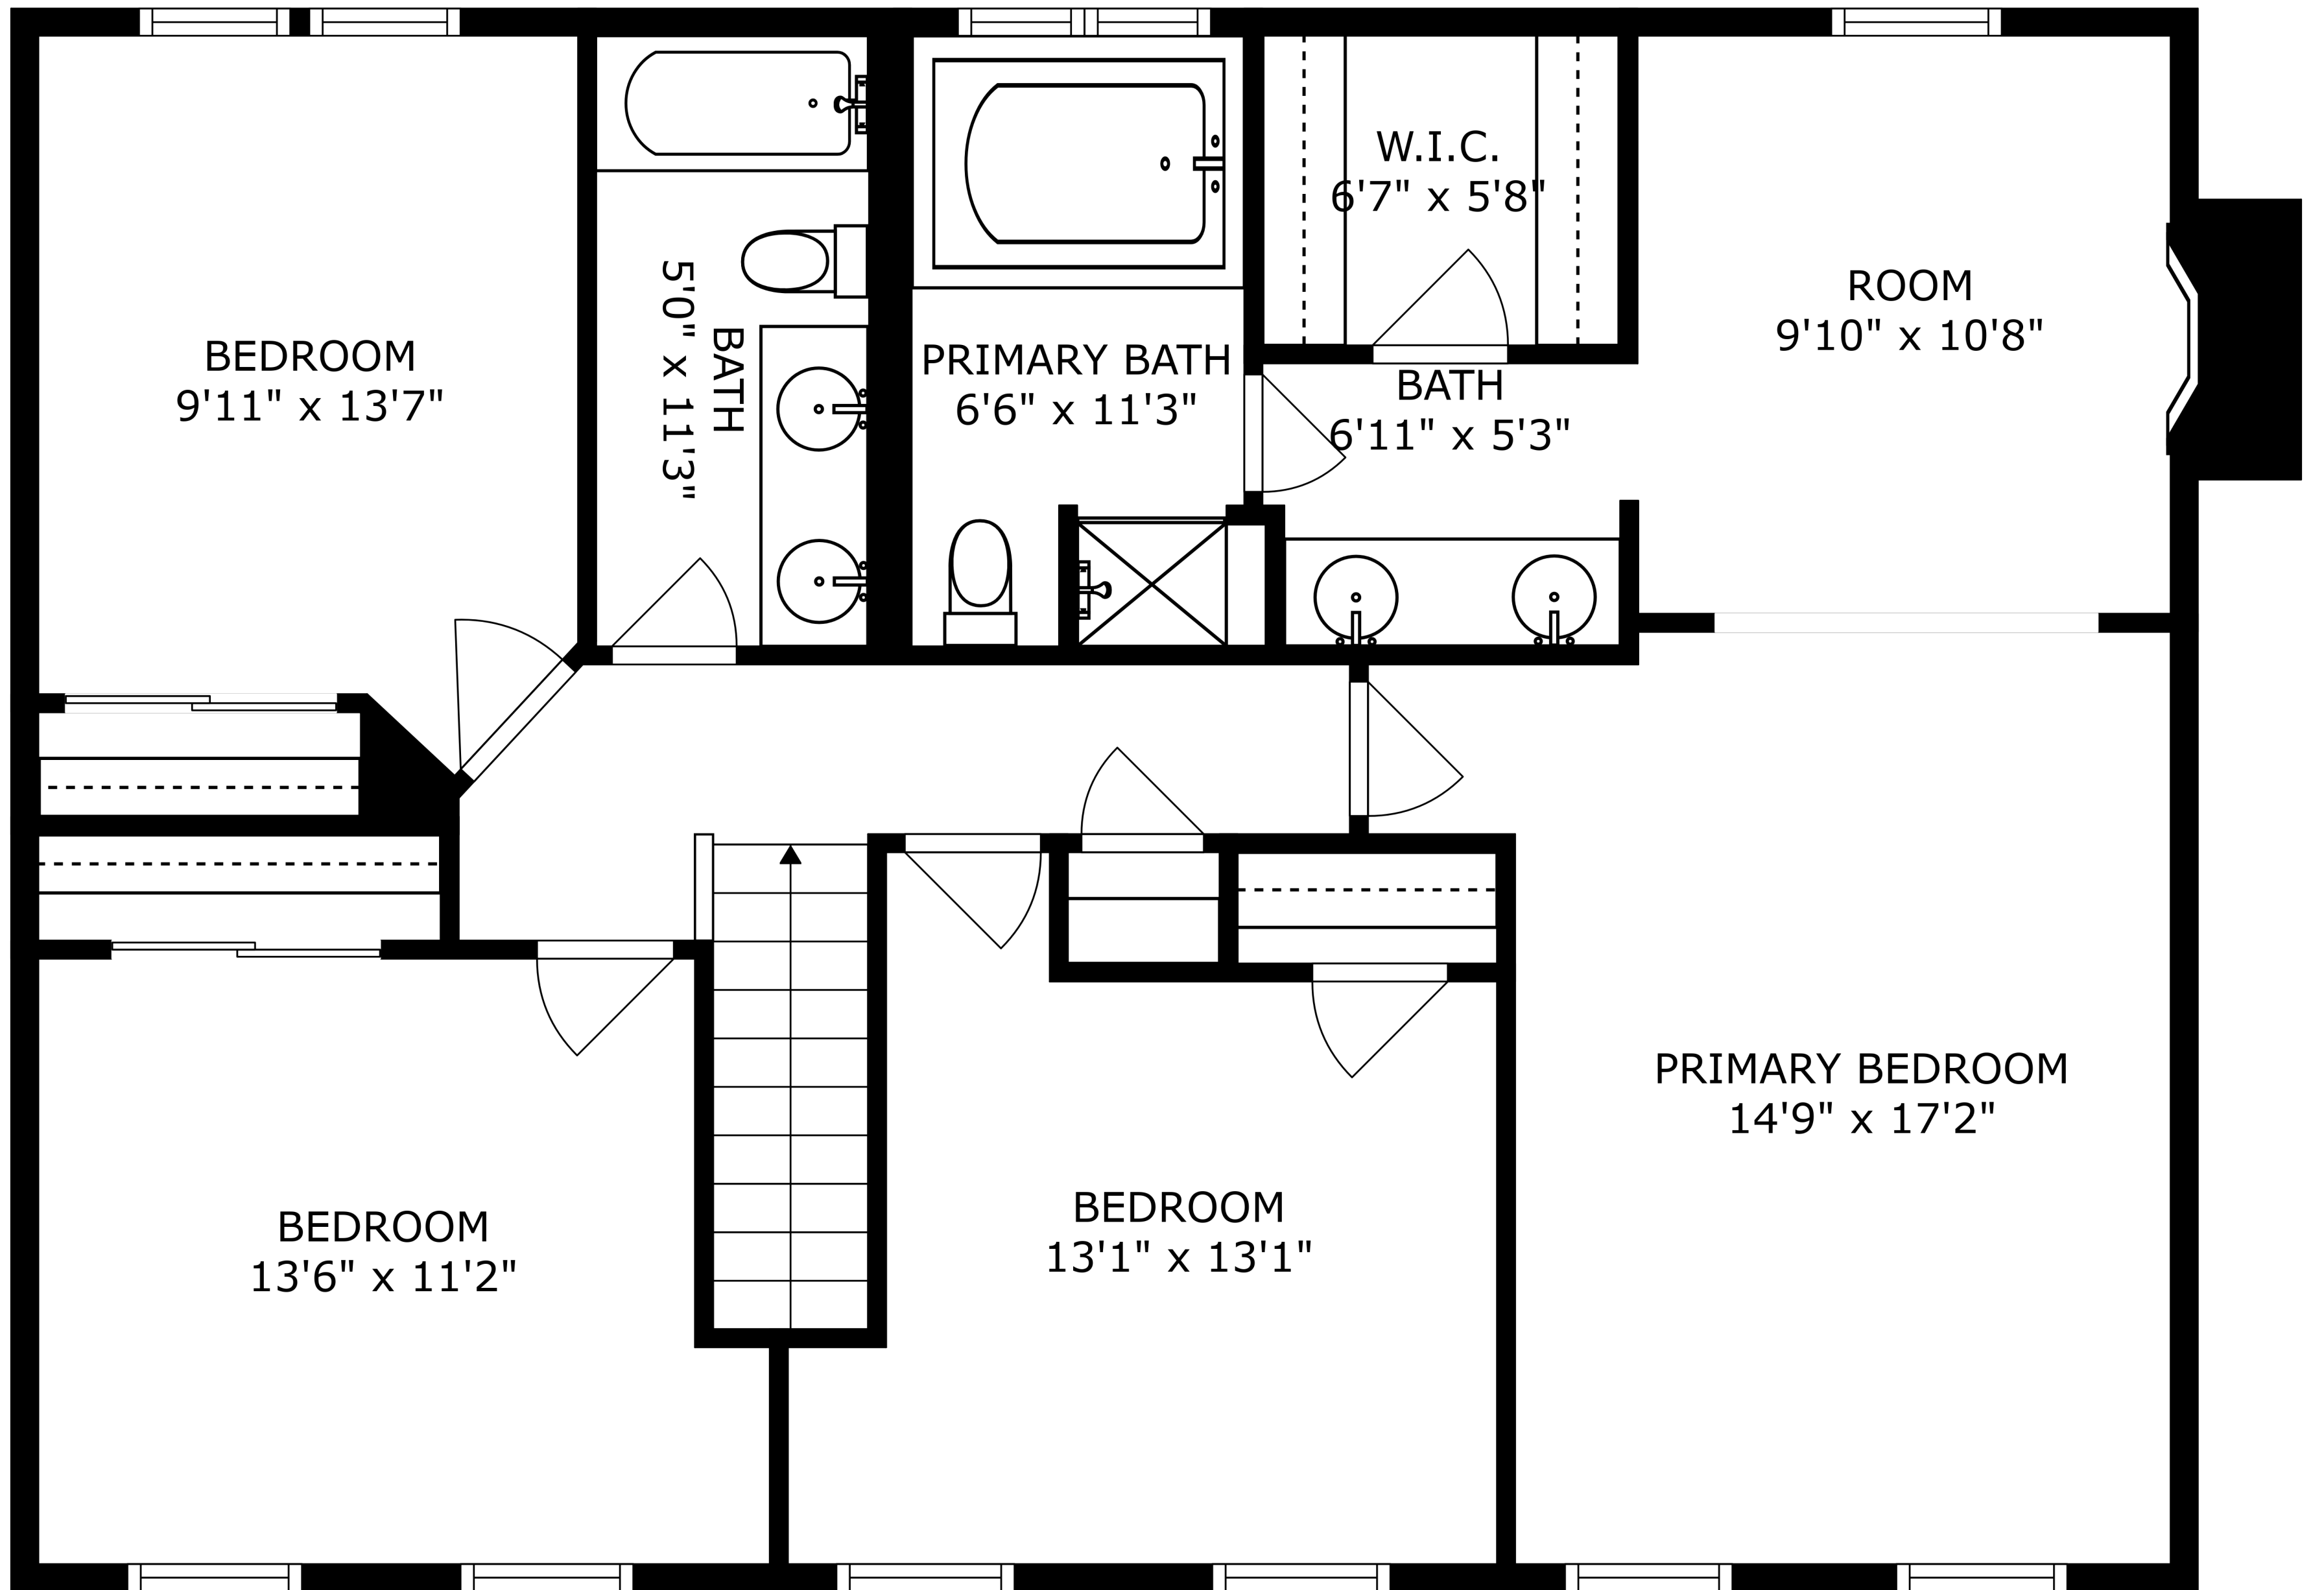 W.I.C.
6'7" x 5'8"
ROOM
9'10" x 10'8"
BEDROOM
9'11" x 13'7"
BATH
5'0" x 11'3"
PRIMARY BATH
6'6" x 11'3"
BATH
6'11" x 5'3"
PRIMARY BEDROOM
14'9" x 17'2"
BEDROOM
13'6" x 11'2"
BEDROOM
13'1" x 13'1"